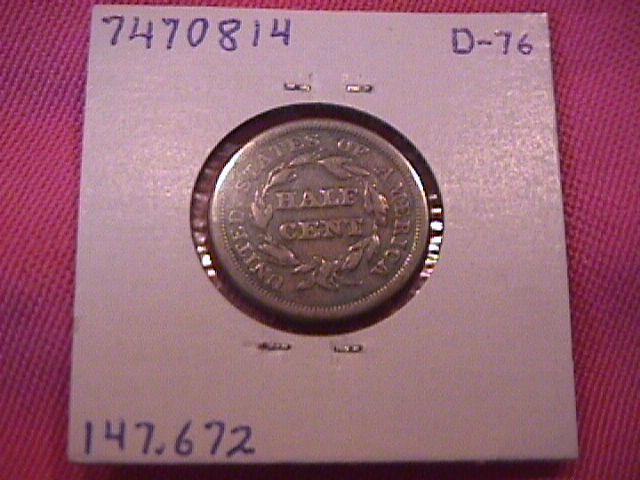 7470814 D-76
UNITED STATES OF AMERICA
HALF
CENT
147.672